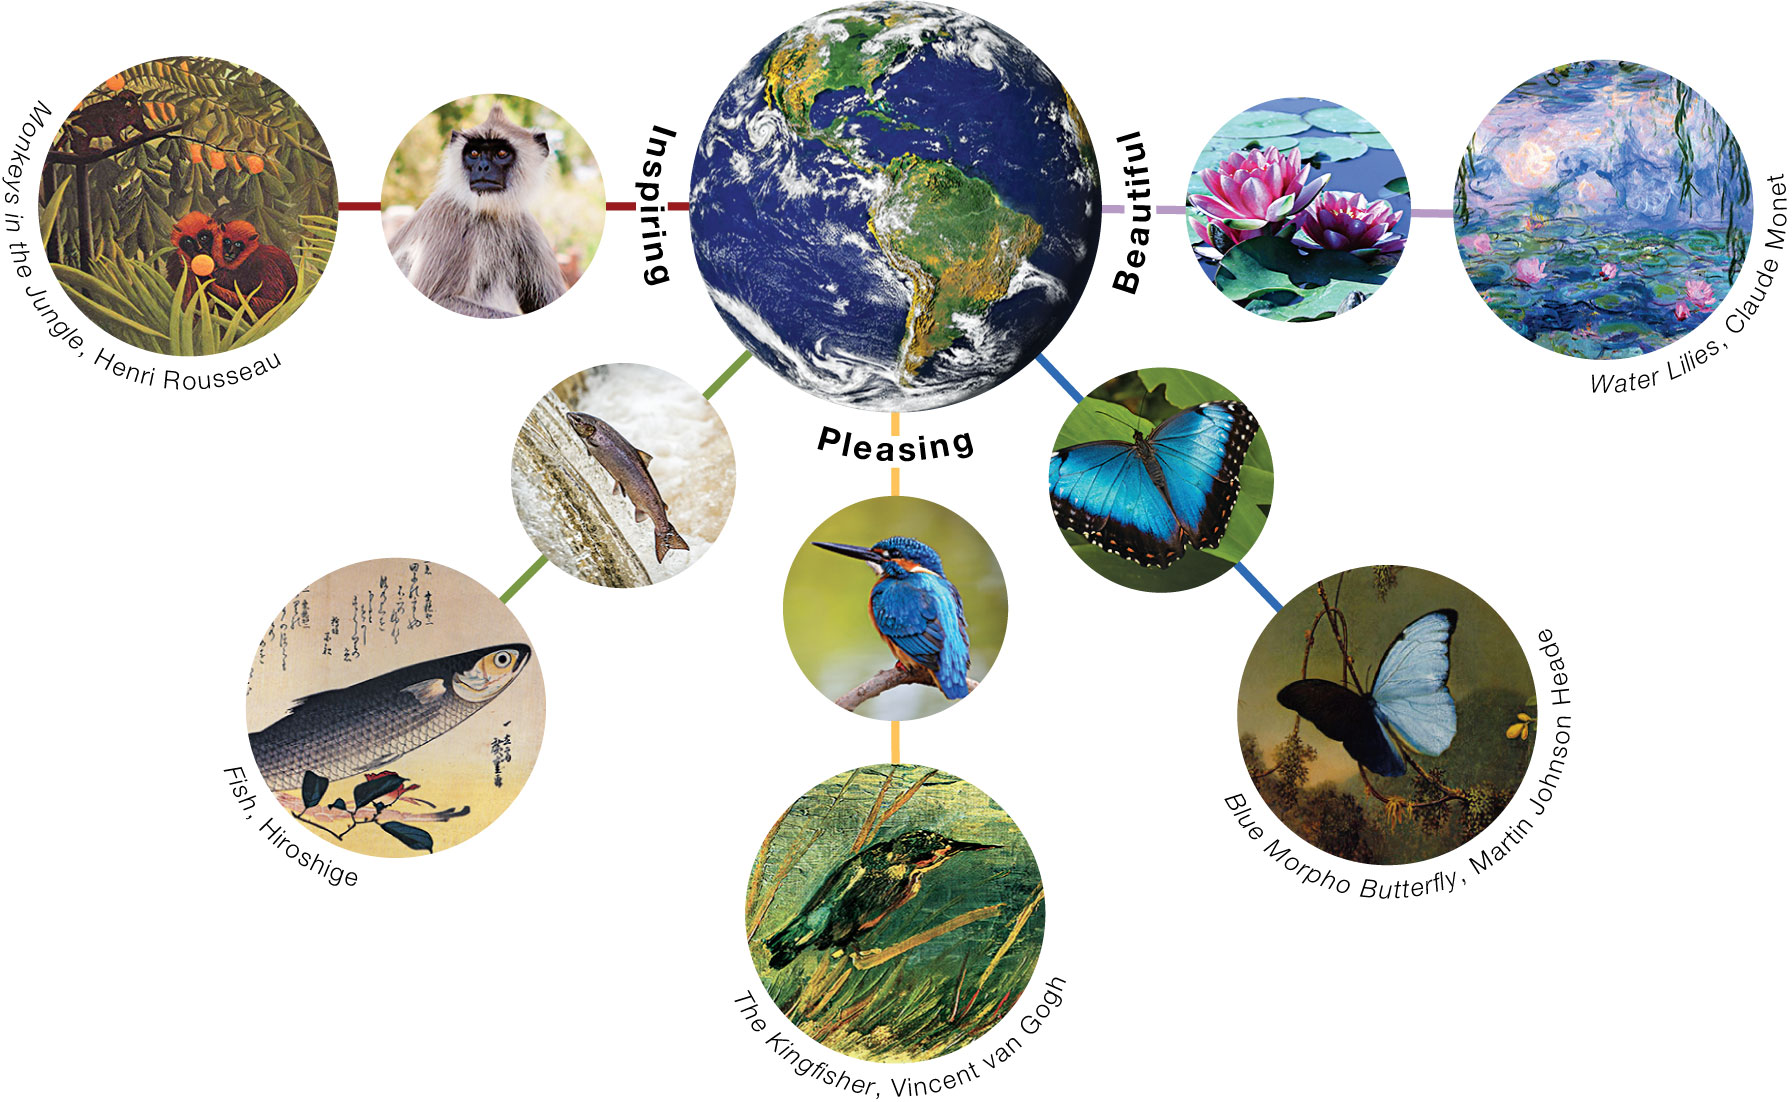 Inspiring
Beautiful
Pleasing
Monkeys in the Jungle, Henri Rousseau
Water Lilies, Claude Monet
Fish, Hiroshige
Blue Morpho Butterfly, Martin Johnson Heade
The Kingfisher, Vincent van Gogh